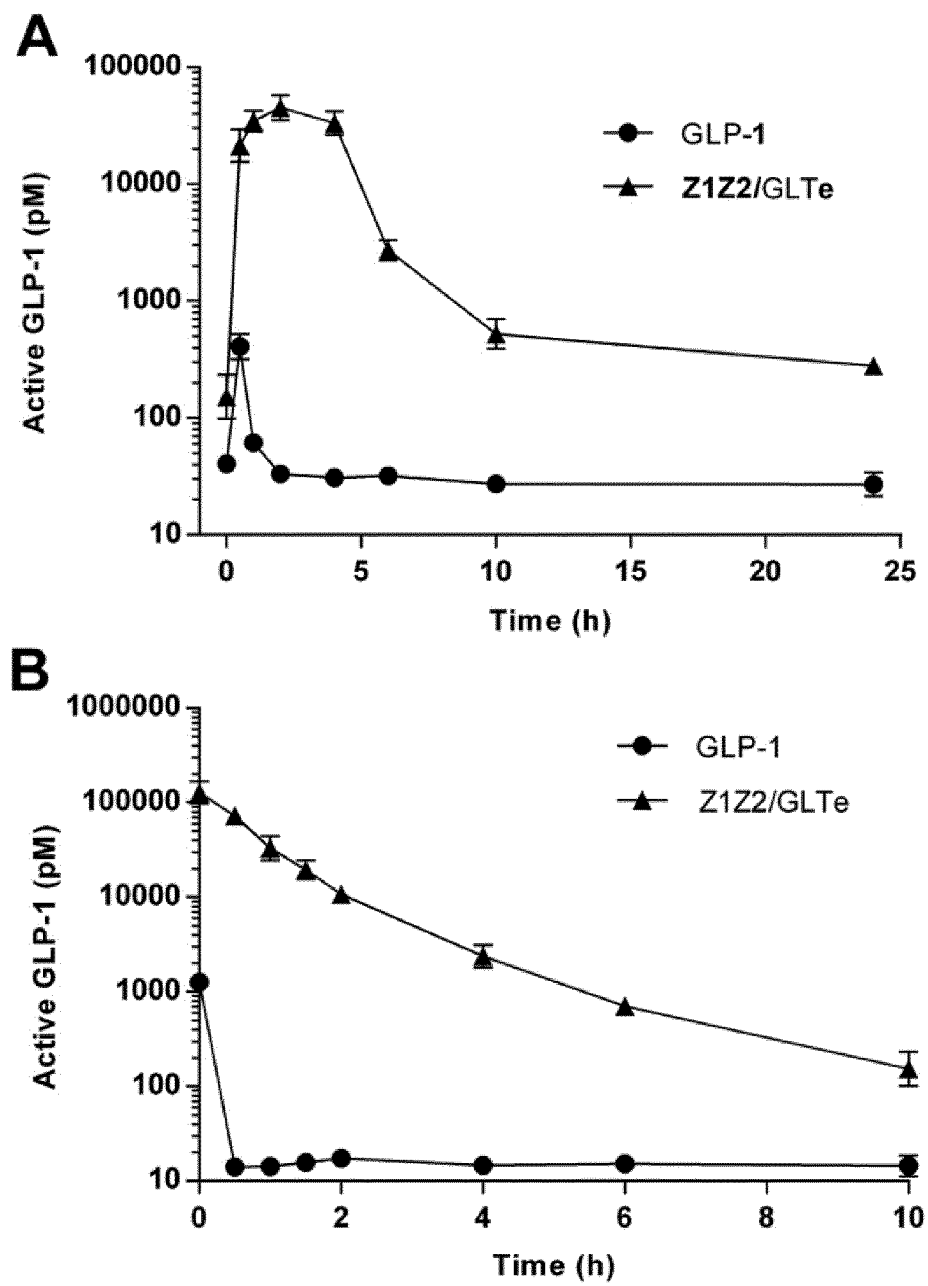 A
100000
10000
1000
100
10
Active GLP-1 (pM)
GLP-1
Z1Z2/GLTe
0 5 10 15 20 25
Time (h)
B
1000000
100000
10000
1000
100
10
Active GLP-1 (pM)
GLP-1
Z1Z2/GLTe
0 2 4 6 8 10
Time (h)